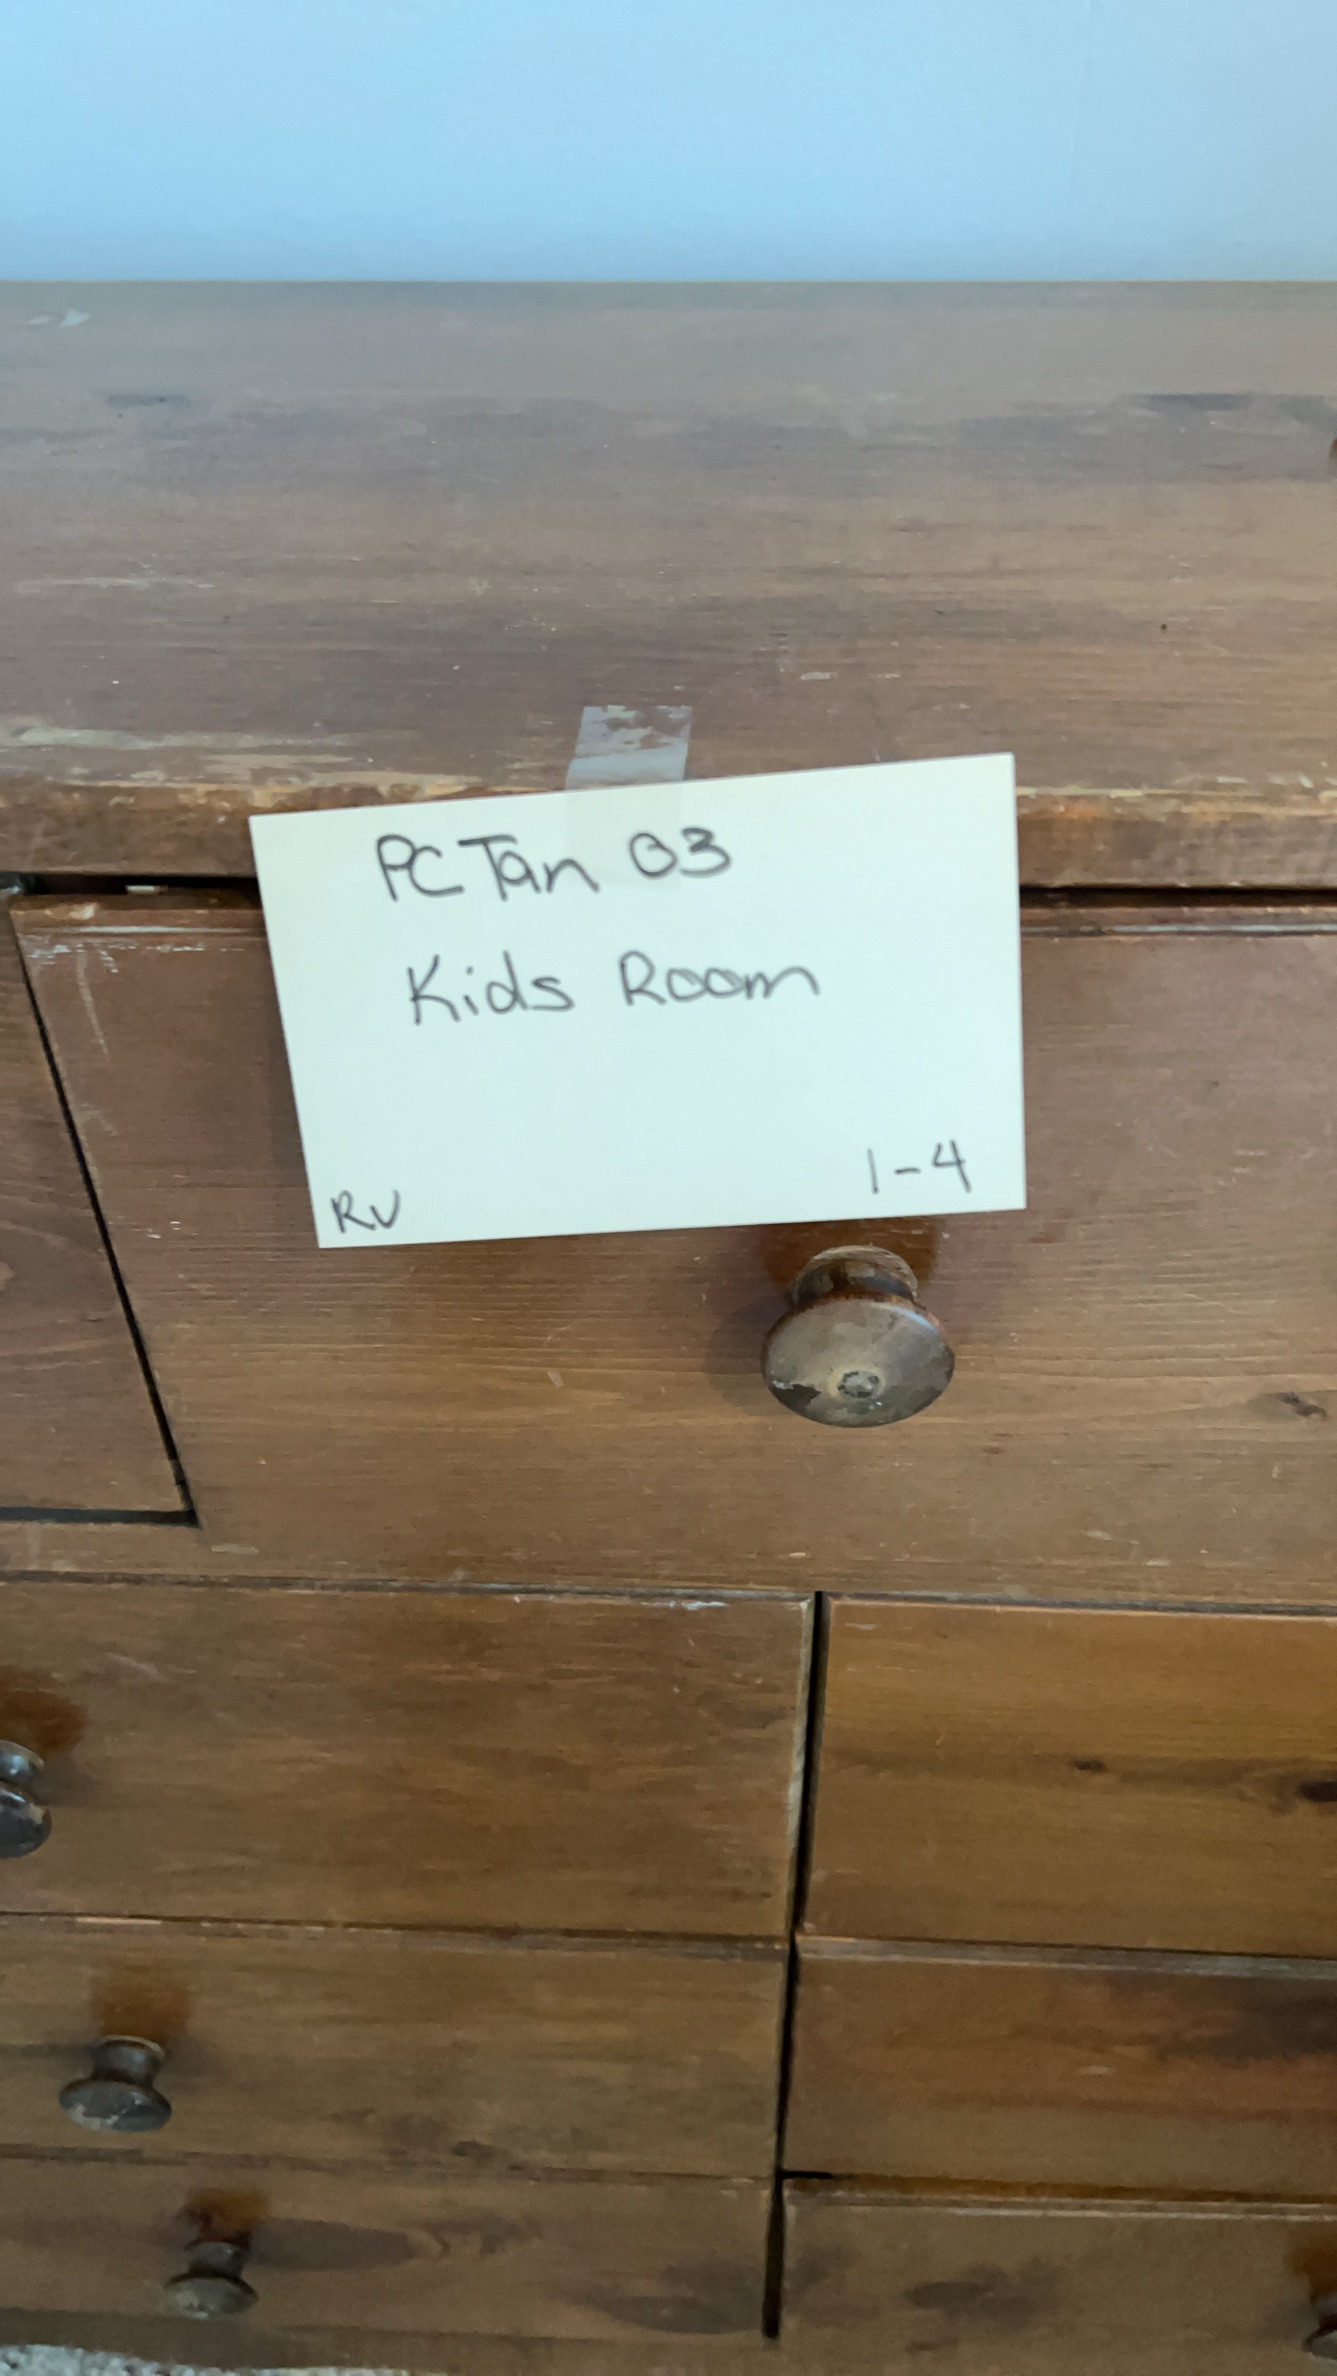 PC Tan 03
Kids Room
RV 1-4